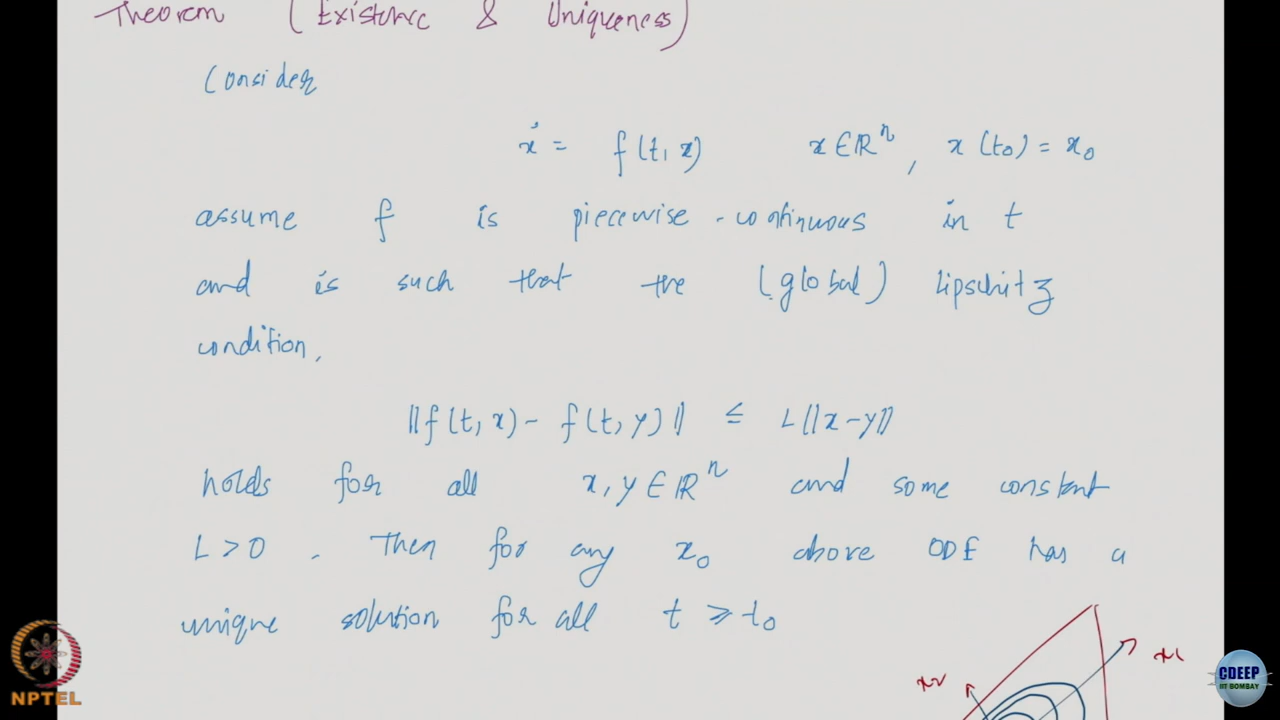 Theorem (Existence & Uniqueness)
Consider
ẋ = f(t, x) x ∈ ℝⁿ, x(t₀) = x₀
assume f is piecewise-continuous in t
and is such that the (global) lipschitz
condition,
||f(t, x) - f(t, y)|| ≤ L||x-y||
holds for all x, y ∈ ℝⁿ and some constant
L > 0. Then for any x₀ above ODE has a
unique solution for all t ≥ t₀
x₁
x₂
NPTEL
CDEEP
IIT BOMBAY